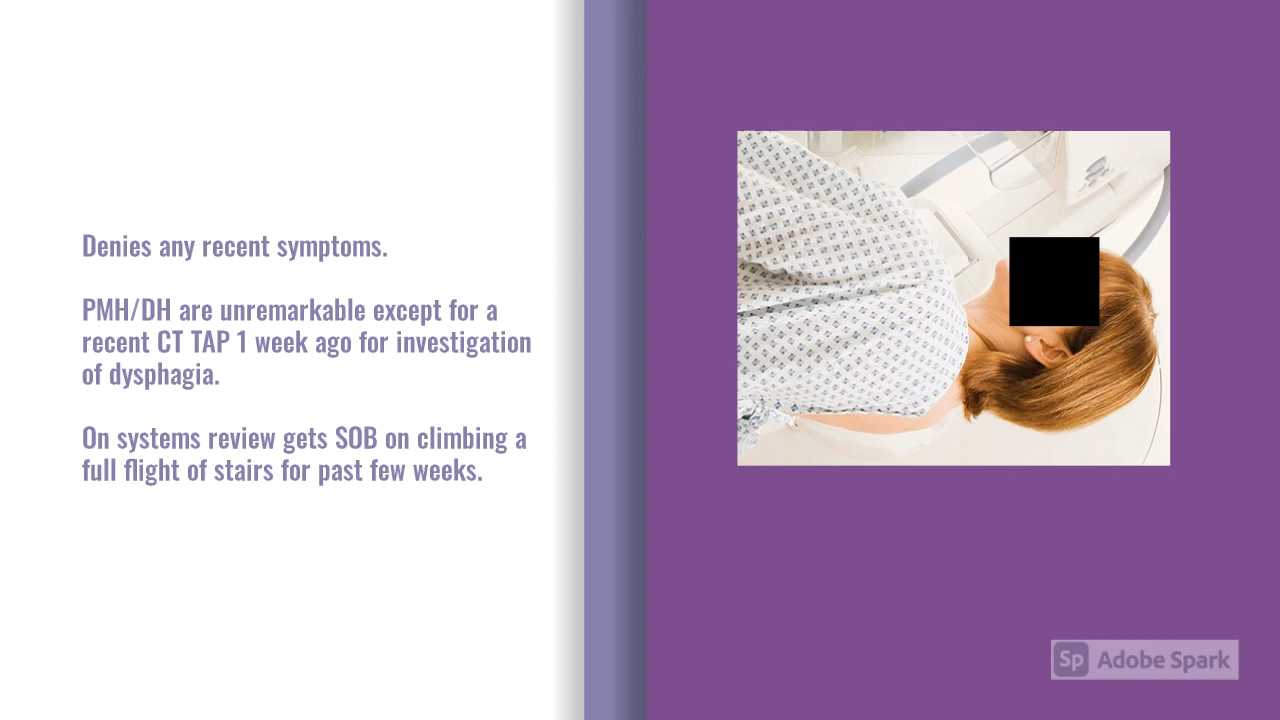 Denies any recent symptoms.
PMH/DH are unremarkable except for a
recent CT TAP 1 week ago for investigation
of dysphagia.
On systems review gets SOB on climbing a
full flight of stairs for past few weeks.
Sp Adobe Spark